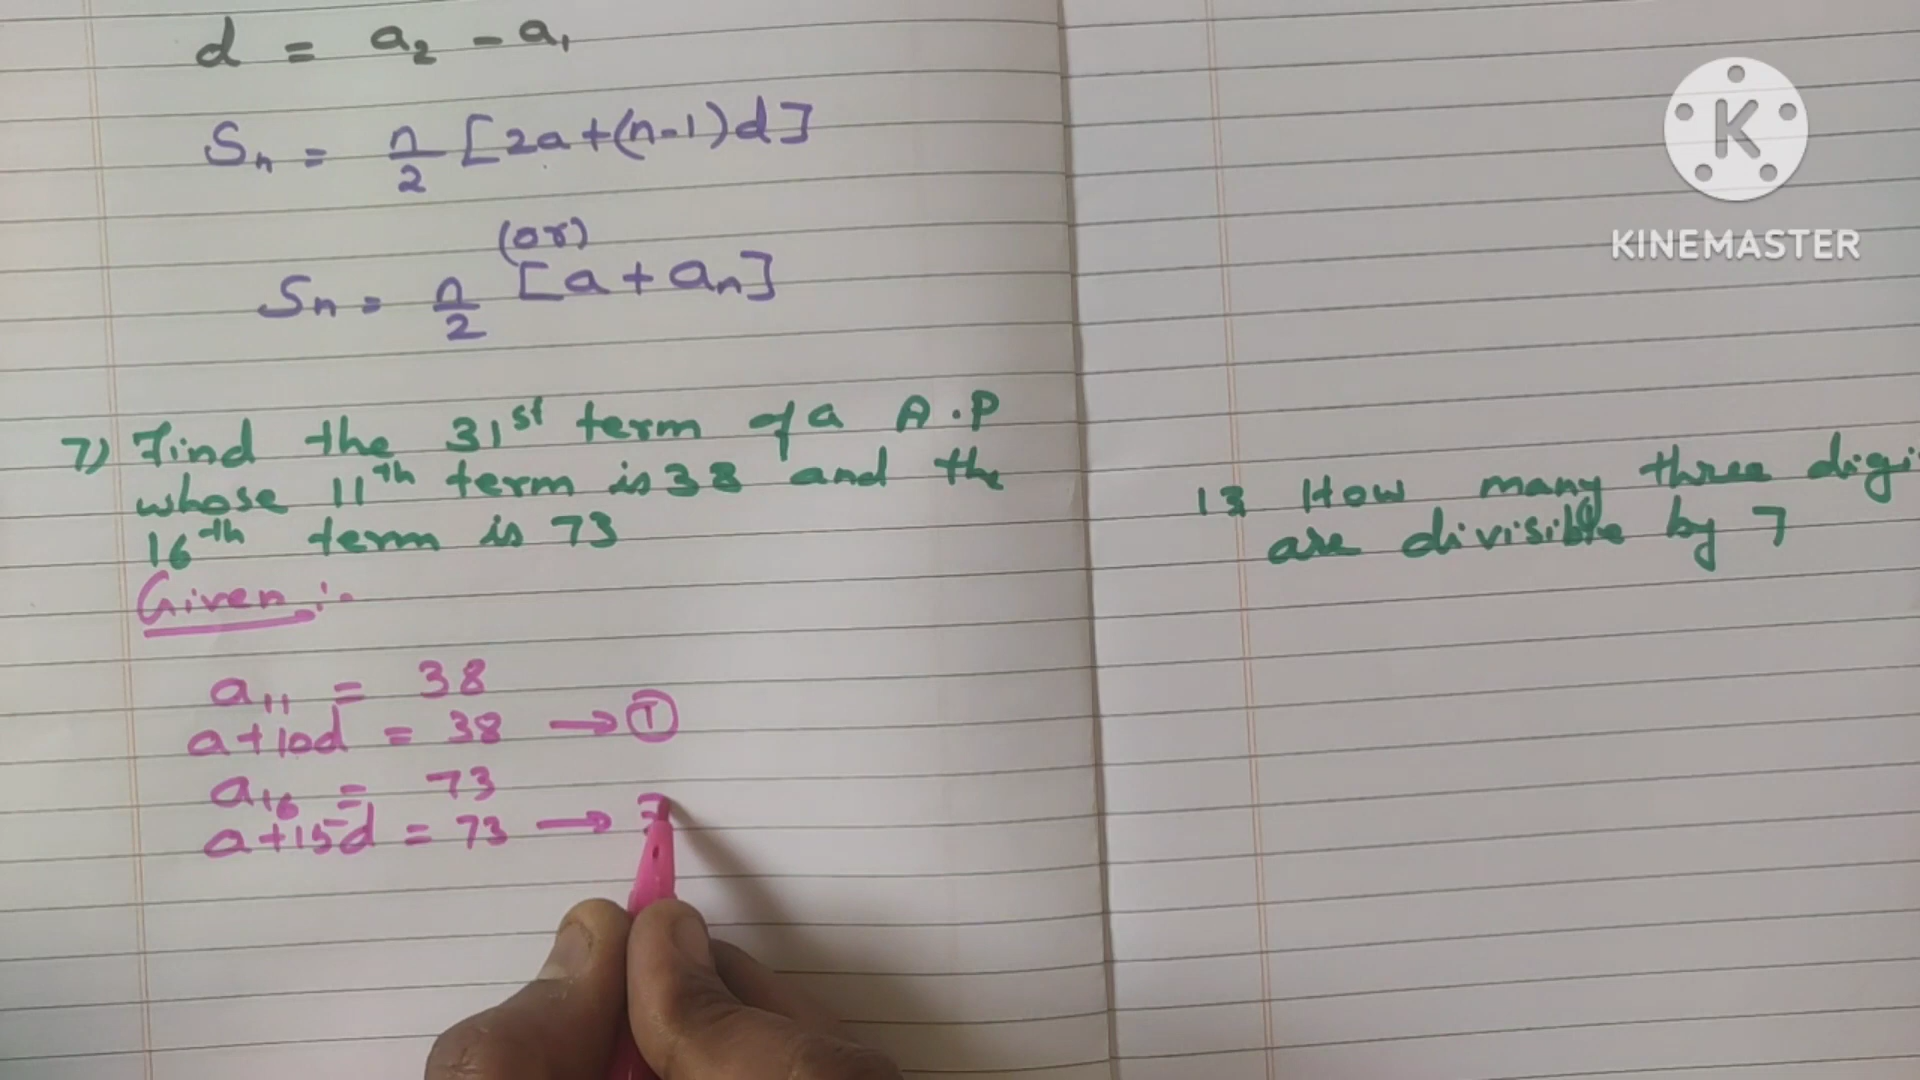 d = a₂ - a₁
Sₙ = n/2 [2a+(n-1)d]
(or)
Sₙ = n/2 [a + aₙ]
7) Find the 31ˢᵗ term of a A.P
whose 11ᵗʰ term is 38 and the
16ᵗʰ term is 73
Given :-
a₁₁ = 38
a+10d = 38 → ①
a₁₆ = 73
a+15d = 73 →
K
KINEMASTER
13 How many three digi
are divisible by 7